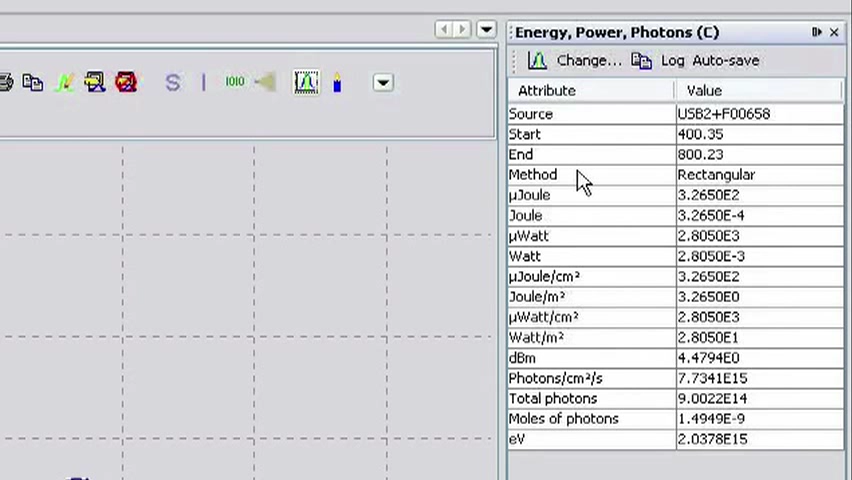 Energy, Power, Photons (C)
Change... Log Auto-save
S | 1010
Attribute Value
Source USB2+F00658
Start 400.35
End 800.23
Method Rectangular
µJoule 3.2650E2
Joule 3.2650E-4
µWatt 2.8050E3
Watt 2.8050E-3
µJoule/cm² 3.2650E2
Joule/m² 3.2650E0
µWatt/cm² 2.8050E3
Watt/m² 2.8050E1
dBm 4.4794E0
Photons/cm²/s 7.7341E15
Total photons 9.0022E14
Moles of photons 1.4949E-9
eV 2.0378E15